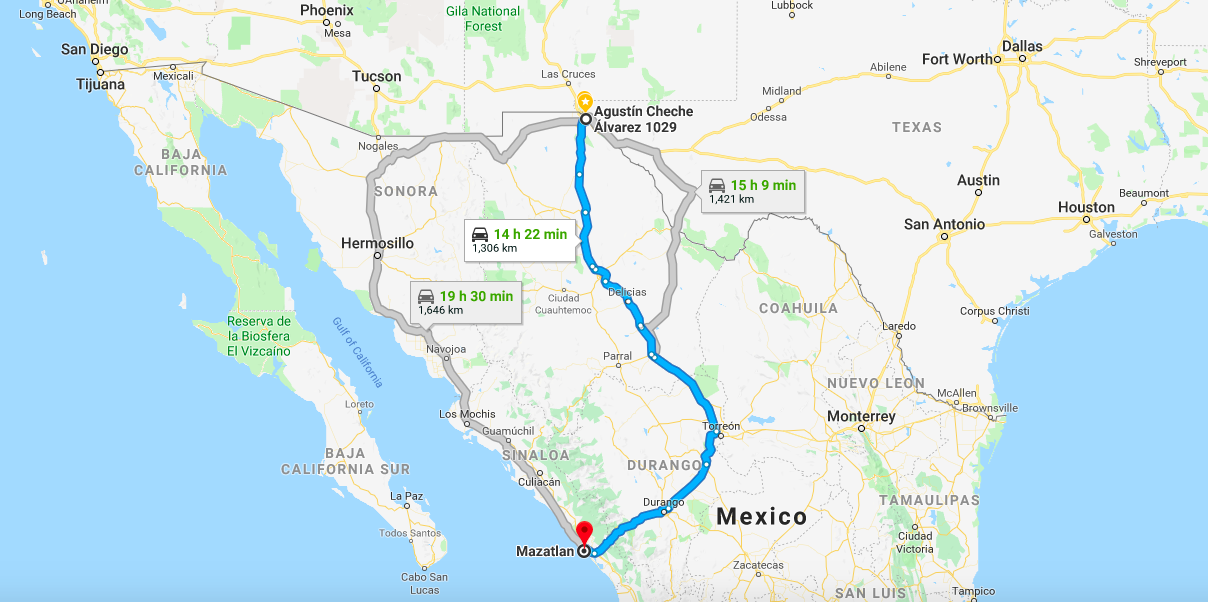 Long Beach
Anaheim
Phoenix
Mesa
Gila National
Forest
Lubbock
San Diego
Tijuana
Mexicali
Tucson
Las Cruces
Abilene
Fort Worth
Dallas
Shreveport
Midland
Odessa
Agustín Cheche
Álvarez 1029
TEXAS
Nogales
BAJA
CALIFORNIA
SONORA
15 h 9 min
1,421 km
Austin
Beaumont
Houston
San Antonio
Galveston
Hermosillo
14 h 22 min
1,306 km
19 h 30 min
1,646 km
Ciudad
Cuauhtemoc
Delicias
COAHUILA
Corpus Christi
Laredo
Reserva de
la Biosfera
El Vizcaíno
Gulf of California
Navojoa
Parral
NUEVO LEON
McAllen
Brownsville
Loreto
Los Mochis
Guamúchil
Torreón
Monterrey
BAJA
CALIFORNIA SUR
SINALOA
DURANGO
Culiacán
La Paz
Durango
Mexico
TAMAULIPAS
Todos Santos
Ciudad
Victoria
Mazatlan
Cabo San
Lucas
Zacatecas
SAN LUIS
Tampico